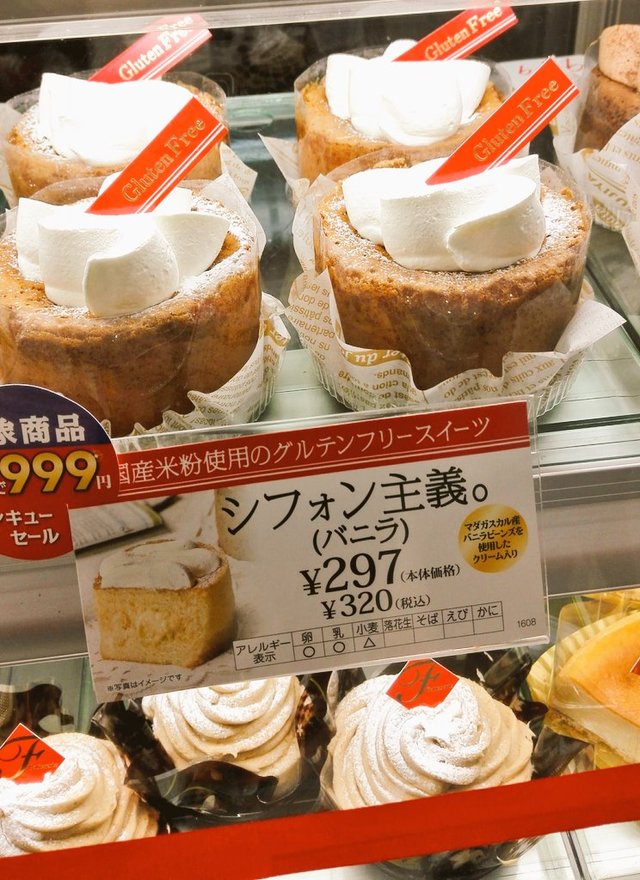 Gluten Free
Gluten Free
Gluten Free
Gluten Free
象商品
999円
ンキュー
セール
国産米粉使用のグルテンフリースイーツ
シフォン主義。
(バニラ)
¥297(本体価格)
¥320(税込)
マダガスカル産
バニラビーンズを
使用した
クリーム入り
アレルギー表示 卵 乳 小麦 落花生 そば えび かに
○ ○ △
1608
※写真はイメージです